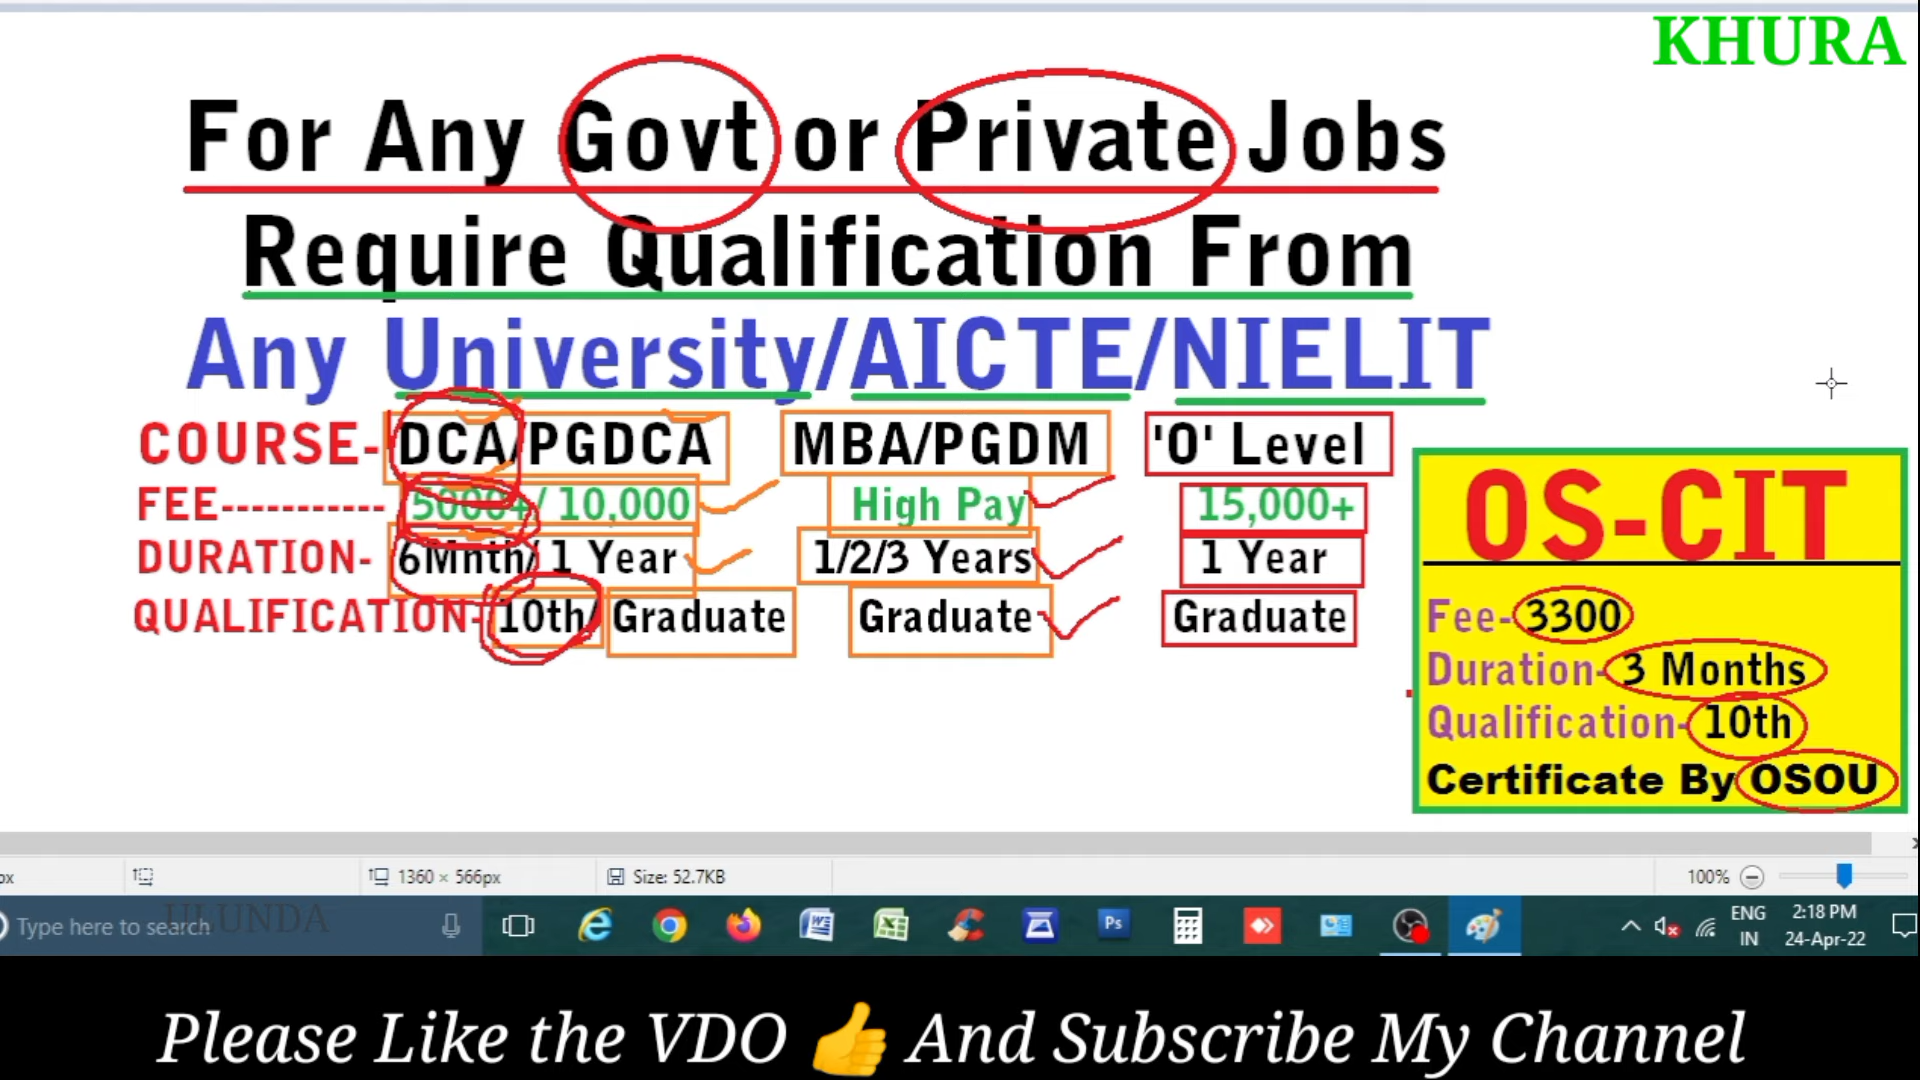 KHURA
For Any Govt or Private Jobs
Require Qualification From
Any University/AICTE/NIELIT
COURSE- DCA/PGDCA MBA/PGDM 'O' Level
FEE----------- 5000+/ 10,000 High Pay 15,000+
DURATION- 6Mnth/ 1 Year 1/2/3 Years 1 Year
QUALIFICATION- 10th/ Graduate Graduate Graduate
OS-CIT
Fee- 3300
Duration- 3 Months
Qualification- 10th
Certificate By OSOU
px 1360 × 566px Size: 52.7KB 100%
Type here to search
ULUNDA
Ps
ENG
IN
2:18 PM
24-Apr-22
Please Like the VDO 👍 And Subscribe My Channel